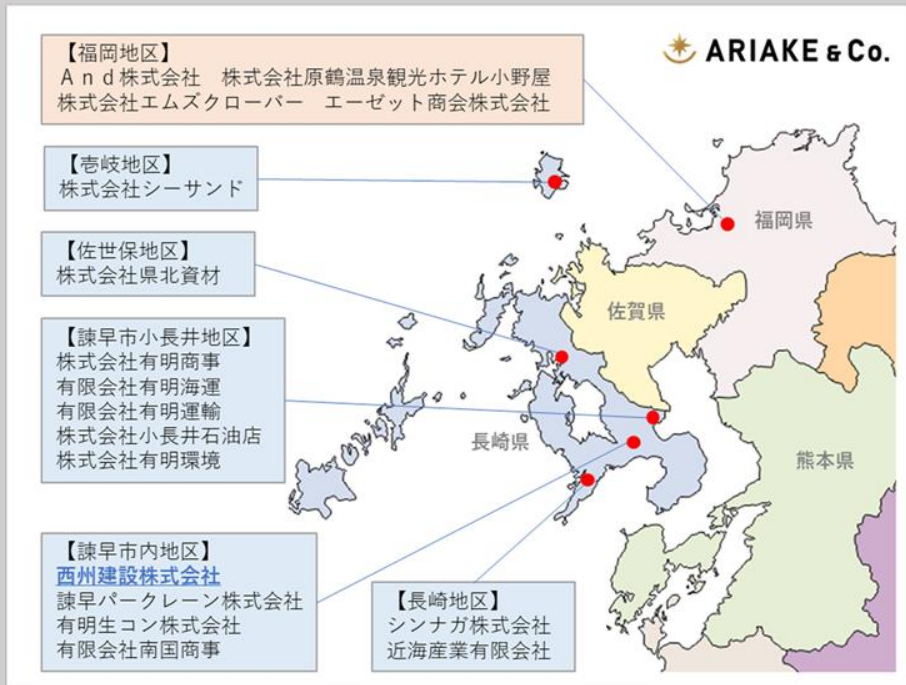 【福岡地区】
And株式会社　株式会社原鶴温泉観光ホテル小野屋
株式会社エムズクローバー　エーゼット商会株式会社
ARIAKE & Co.
【壱岐地区】
株式会社シーサンド
【佐世保地区】
株式会社県北資材
【諫早市小長井地区】
株式会社有明商事
有限会社有明海運
有限会社有明運輸
株式会社小長井石油店
株式会社有明環境
【諫早市内地区】
西州建設株式会社
諫早パークレーン株式会社
有明生コン株式会社
有限会社南国商事
【長崎地区】
シンナガ株式会社
近海産業有限会社
福岡県
佐賀県
長崎県
熊本県